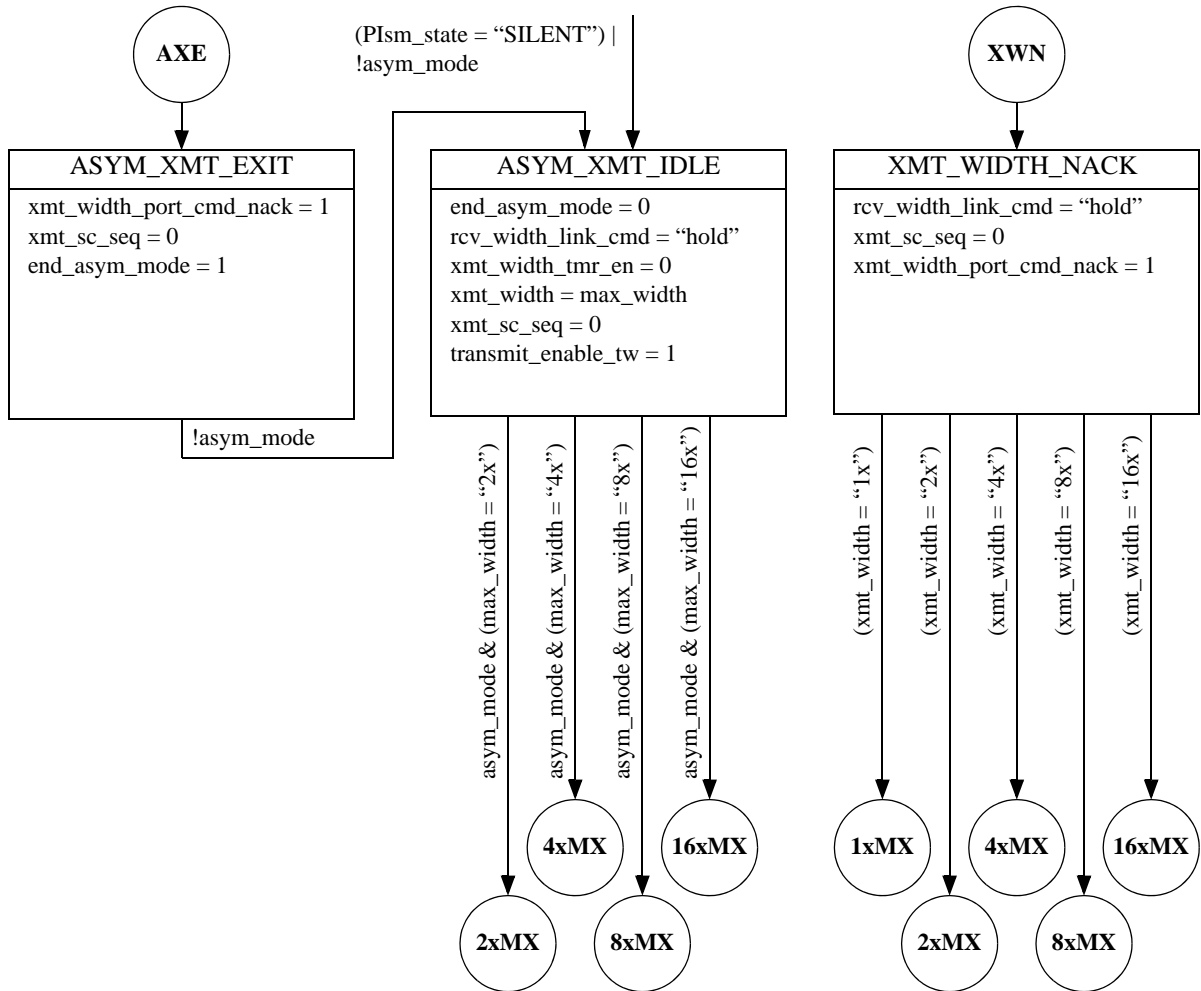 AXE
(PIsm_state = “SILENT”) |
!asym_mode
XWN
ASYM_XMT_EXIT
xmt_width_port_cmd_nack = 1
xmt_sc_seq = 0
end_asym_mode = 1
!asym_mode
ASYM_XMT_IDLE
end_asym_mode = 0
rcv_width_link_cmd = “hold”
xmt_width_tmr_en = 0
xmt_width = max_width
xmt_sc_seq = 0
transmit_enable_tw = 1
XMT_WIDTH_NACK
rcv_width_link_cmd = “hold”
xmt_sc_seq = 0
xmt_width_port_cmd_nack = 1
asym_mode & (max_width = “2x”)
asym_mode & (max_width = “4x”)
asym_mode & (max_width = “8x”)
asym_mode & (max_width = “16x”)
(xmt_width = “1x”)
(xmt_width = “2x”)
(xmt_width = “4x”)
(xmt_width = “8x”)
(xmt_width = “16x”)
4xMX
16xMX
2xMX
8xMX
1xMX
4xMX
16xMX
2xMX
8xMX